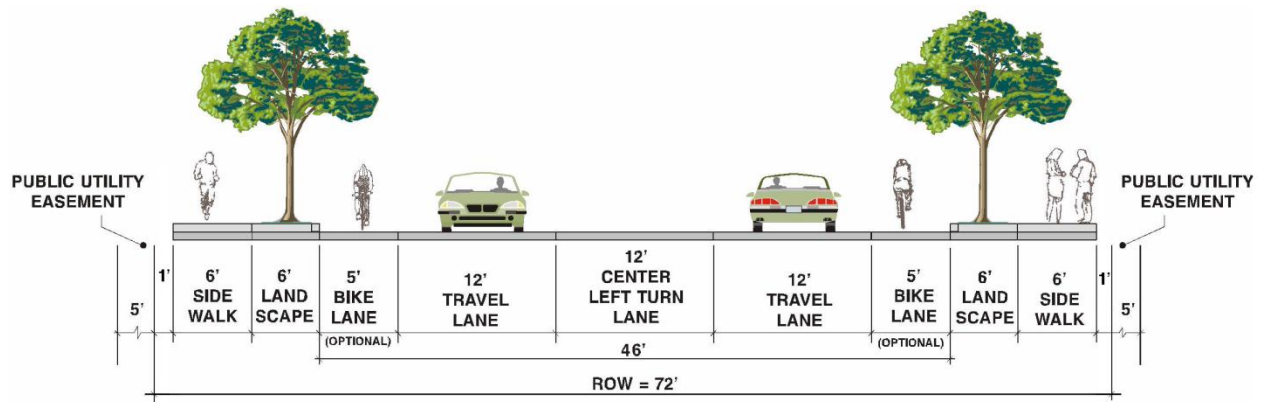 PUBLIC UTILITY
EASEMENT
PUBLIC UTILITY
EASEMENT
5'
1'
6'
SIDE
WALK
6'
LAND
SCAPE
5'
BIKE
LANE
(OPTIONAL)
12'
TRAVEL
LANE
12'
CENTER
LEFT TURN
LANE
12'
TRAVEL
LANE
5'
BIKE
LANE
(OPTIONAL)
6'
LAND
SCAPE
6'
SIDE
WALK
1'
5'
46'
ROW = 72'